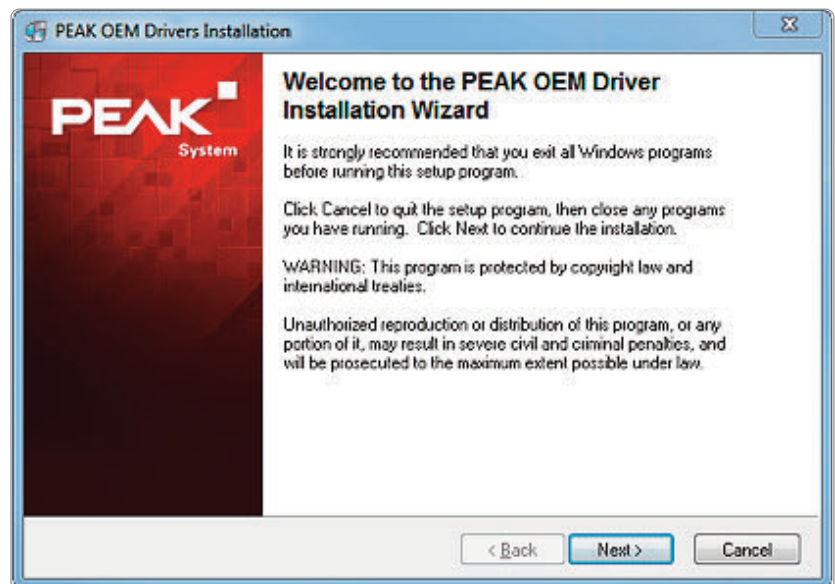 PEAK OEM Drivers Installation
PEAK
System
Welcome to the PEAK OEM Driver
Installation Wizard
It is strongly recommended that you exit all Windows programs
before running this setup program.
Click Cancel to quit the setup program, then close any programs
you have running. Click Next to continue the installation.
WARNING: This program is protected by copyright law and
international treaties.
Unauthorized reproduction or distribution of this program, or any
portion of it, may result in severe civil and criminal penalties, and
will be prosecuted to the maximum extent possible under law.
< Back
Next >
Cancel